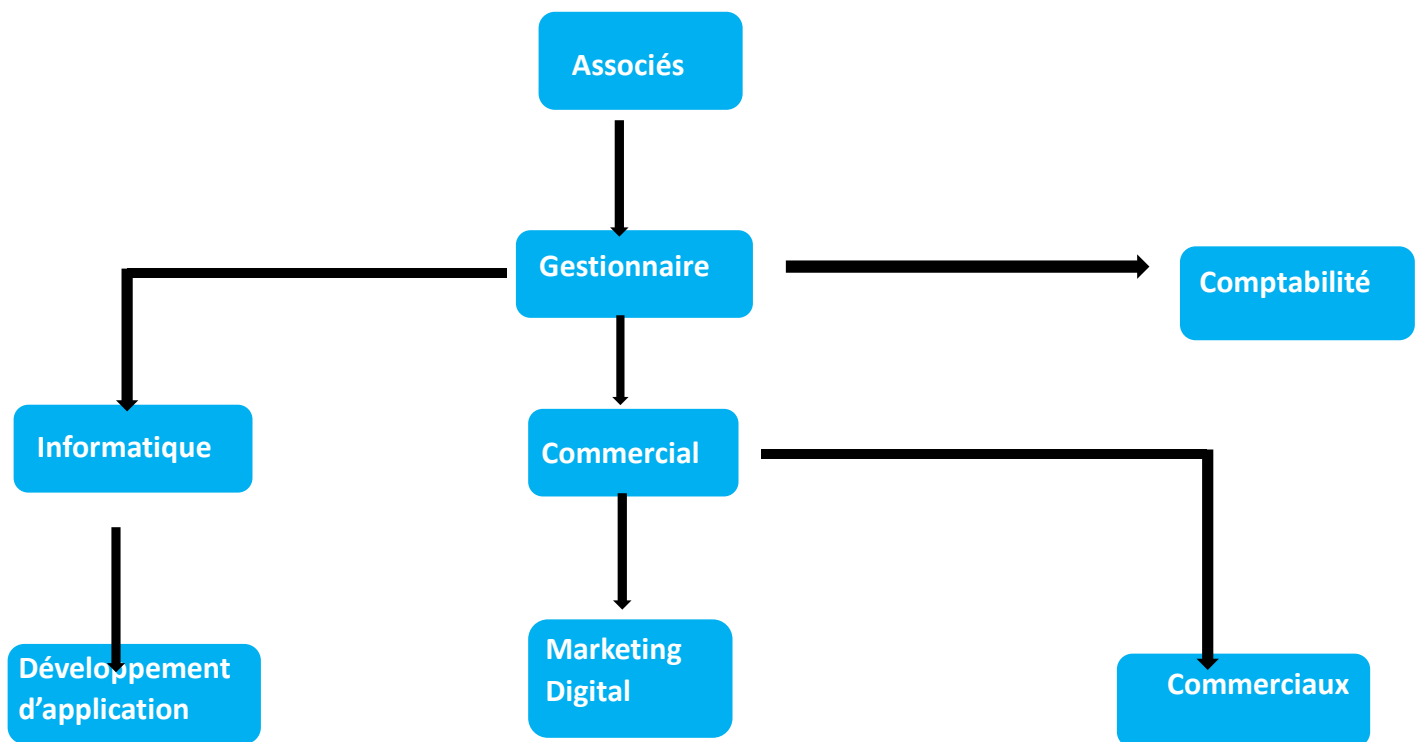 Associés
Gestionnaire
Comptabilité
Informatique
Commercial
Développement
d’application
Marketing
Digital
Commerciaux